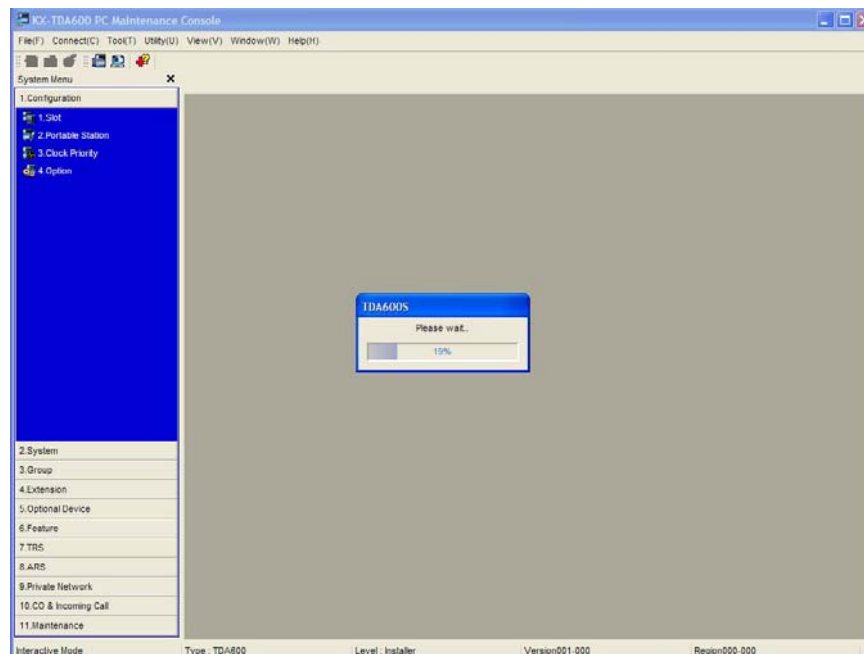 KX-TDA600 PC Maintenance Console
File(F) Connect(C) Tool(T) Utility(U) View(V) Window(W) Help(H)
System Menu
1.Configuration
1.Slot
2.Portable Station
3.Clock Priority
4.Option
TDA600S
Please wait..
19%
2.System
3.Group
4.Extension
5.Optional Device
6.Feature
7.TRS
8.ARS
9.Private Network
10.CO & Incoming Call
11.Maintenance
Interactive Mode Type : TDA600 Level : Installer Version001-000 Region000-000